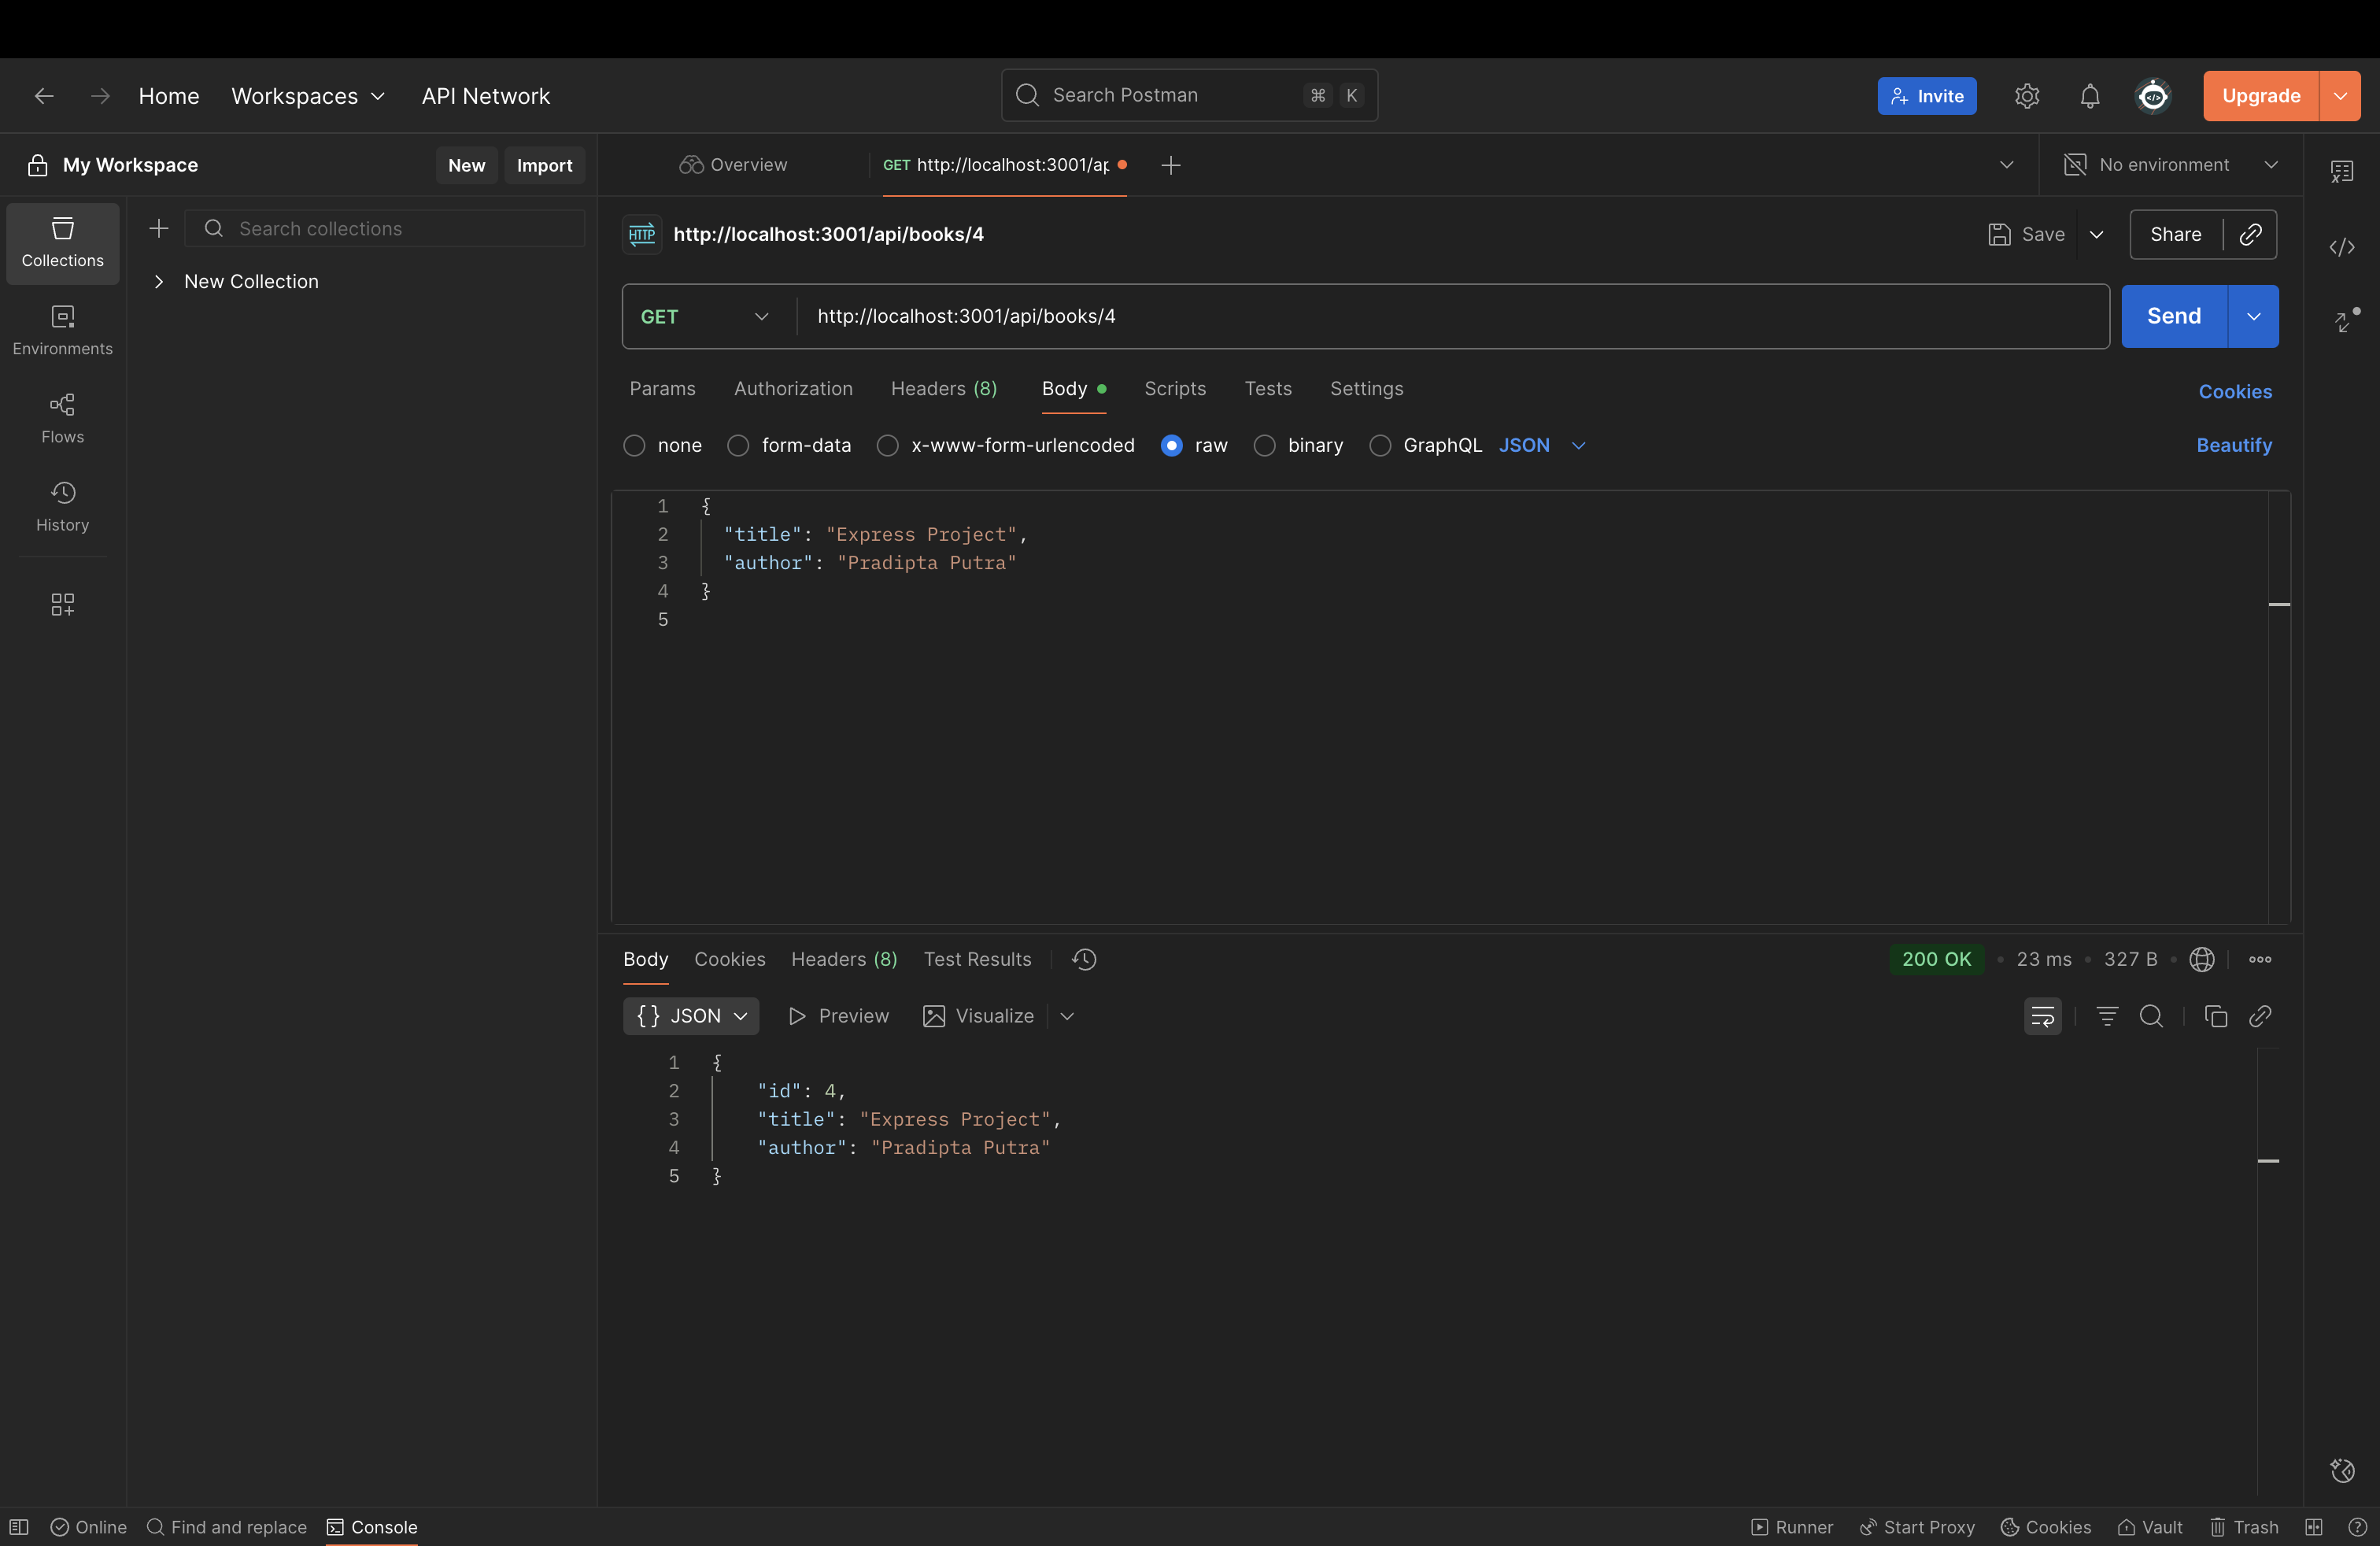 Home Workspaces API Network
Search Postman ⌘ K
Invite
Upgrade
My Workspace New Import
Overview
GET http://localhost:3001/ap
No environment
Collections
Search collections
New Collection
Environments
Flows
History
HTTP http://localhost:3001/api/books/4
Save
Share
GET http://localhost:3001/api/books/4
Send
Params Authorization Headers (8) Body Scripts Tests Settings
Cookies
none form-data x-www-form-urlencoded raw binary GraphQL JSON
Beautify
1 {
2 "title": "Express Project",
3 "author": "Pradipta Putra"
4 }
5
Body Cookies Headers (8) Test Results
200 OK • 23 ms • 327 B •
{} JSON Preview Visualize
1 {
2 "id": 4,
3 "title": "Express Project",
4 "author": "Pradipta Putra"
5 }
Online Find and replace Console
Runner Start Proxy Cookies Vault Trash